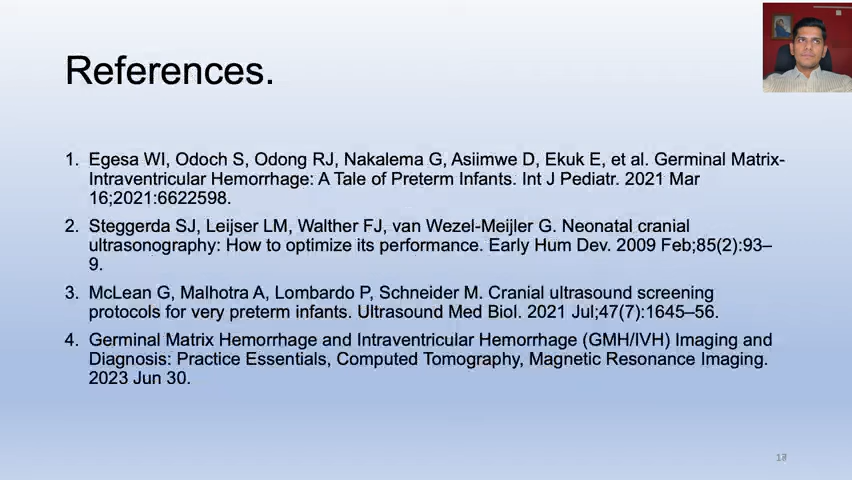 References.
1. Egesa WI, Odoch S, Odong RJ, Nakalema G, Asiimwe D, Ekuk E, et al. Germinal Matrix-
Intraventricular Hemorrhage: A Tale of Preterm Infants. Int J Pediatr. 2021 Mar
16;2021:6622598.
2. Steggerda SJ, Leijser LM, Walther FJ, van Wezel-Meijler G. Neonatal cranial
ultrasonography: How to optimize its performance. Early Hum Dev. 2009 Feb;85(2):93–
9.
3. McLean G, Malhotra A, Lombardo P, Schneider M. Cranial ultrasound screening
protocols for very preterm infants. Ultrasound Med Biol. 2021 Jul;47(7):1645–56.
4. Germinal Matrix Hemorrhage and Intraventricular Hemorrhage (GMH/IVH) Imaging and
Diagnosis: Practice Essentials, Computed Tomography, Magnetic Resonance Imaging.
2023 Jun 30.